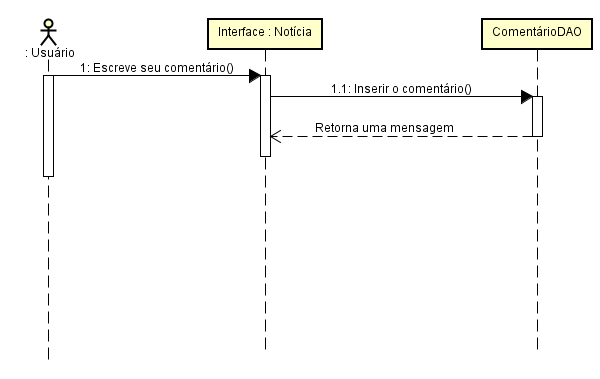 Interface : Notícia
ComentárioDAO
: Usuário
1: Escreve seu comentário()
1.1: Inserir o comentário()
Retorna uma mensagem